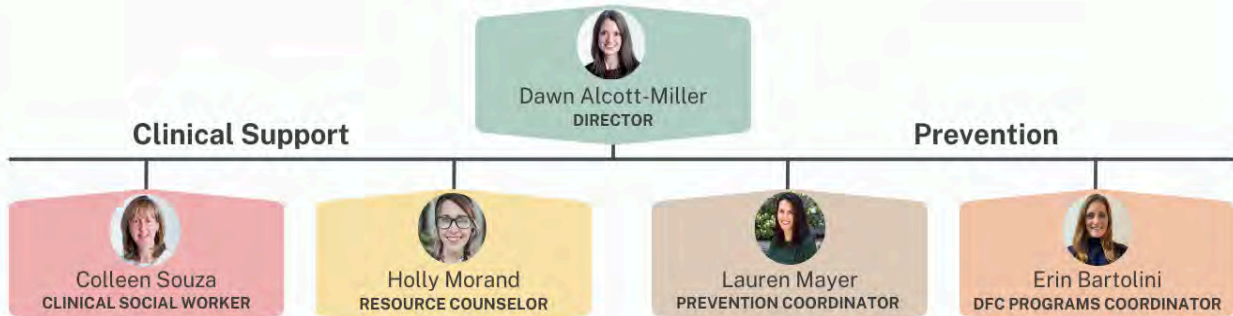 Dawn Alcott-Miller
DIRECTOR
Clinical Support
Prevention
Colleen Souza
CLINICAL SOCIAL WORKER
Holly Morand
RESOURCE COUNSELOR
Lauren Mayer
PREVENTION COORDINATOR
Erin Bartolini
DFC PROGRAMS COORDINATOR